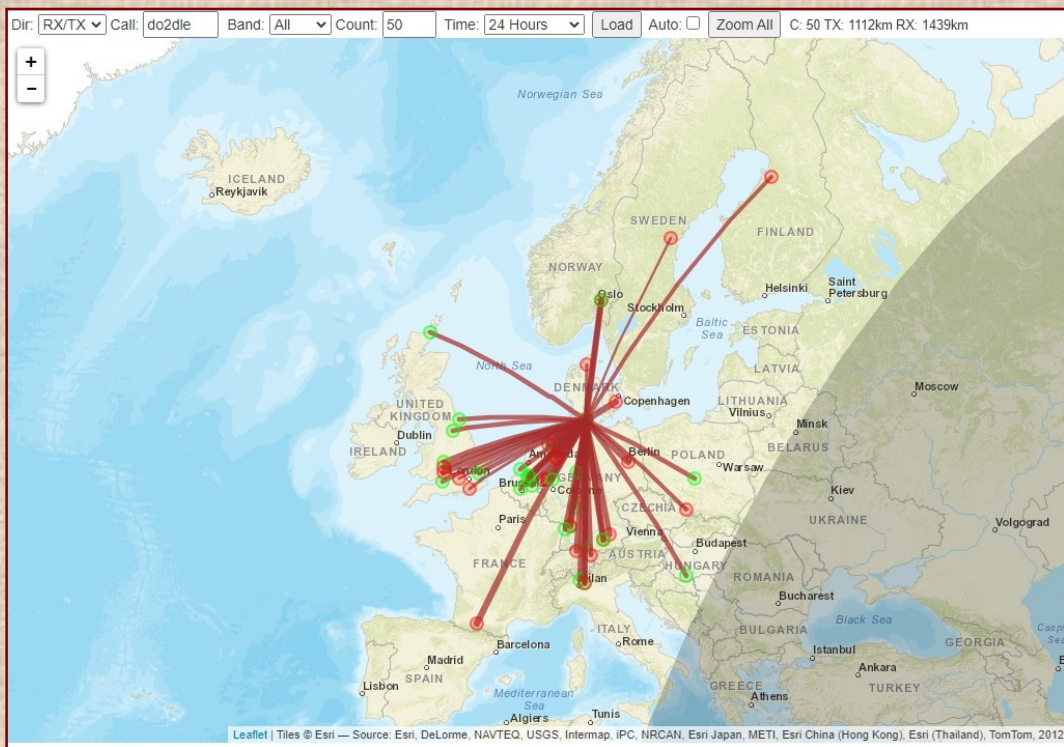 Dir: RX/TX Call: do2dle Band: All Count: 50 Time: 24 Hours Load Auto: Zoom All C: 50 TX: 1112km RX: 1439km
+
−
Norwegian Sea
ICELAND
Reykjavik
SWEDEN
FINLAND
NORWAY
Oslo
Helsinki
Saint
Petersburg
Stockholm
Baltic
Sea
ESTONIA
North Sea
LATVIA
DENMARK
Moscow
UNITED
KINGDOM
Copenhagen
LITHUANIA
Vilnius
Minsk
Dublin
IRELAND
BELARUS
London
Berlin
POLAND
Warsaw
GERMANY
Kiev
CZECHIA
UKRAINE
Paris
Vienna
Volgograd
Budapest
AUSTRIA
FRANCE
HUNGARY
ROMANIA
Bucharest
Black Sea
ITALY
BULGARIA
GEORGIA
Rome
Barcelona
Istanbul
Madrid
SPAIN
Ankara
TURKEY
GREECE
Lisbon
Mediterranean
Sea
Athens
Algiers
Tunis
Leaflet | Tiles © Esri — Source: Esri, DeLorme, NAVTEQ, USGS, Intermap, iPC, NRCAN, Esri Japan, METI, Esri China (Hong Kong), Esri (Thailand), TomTom,